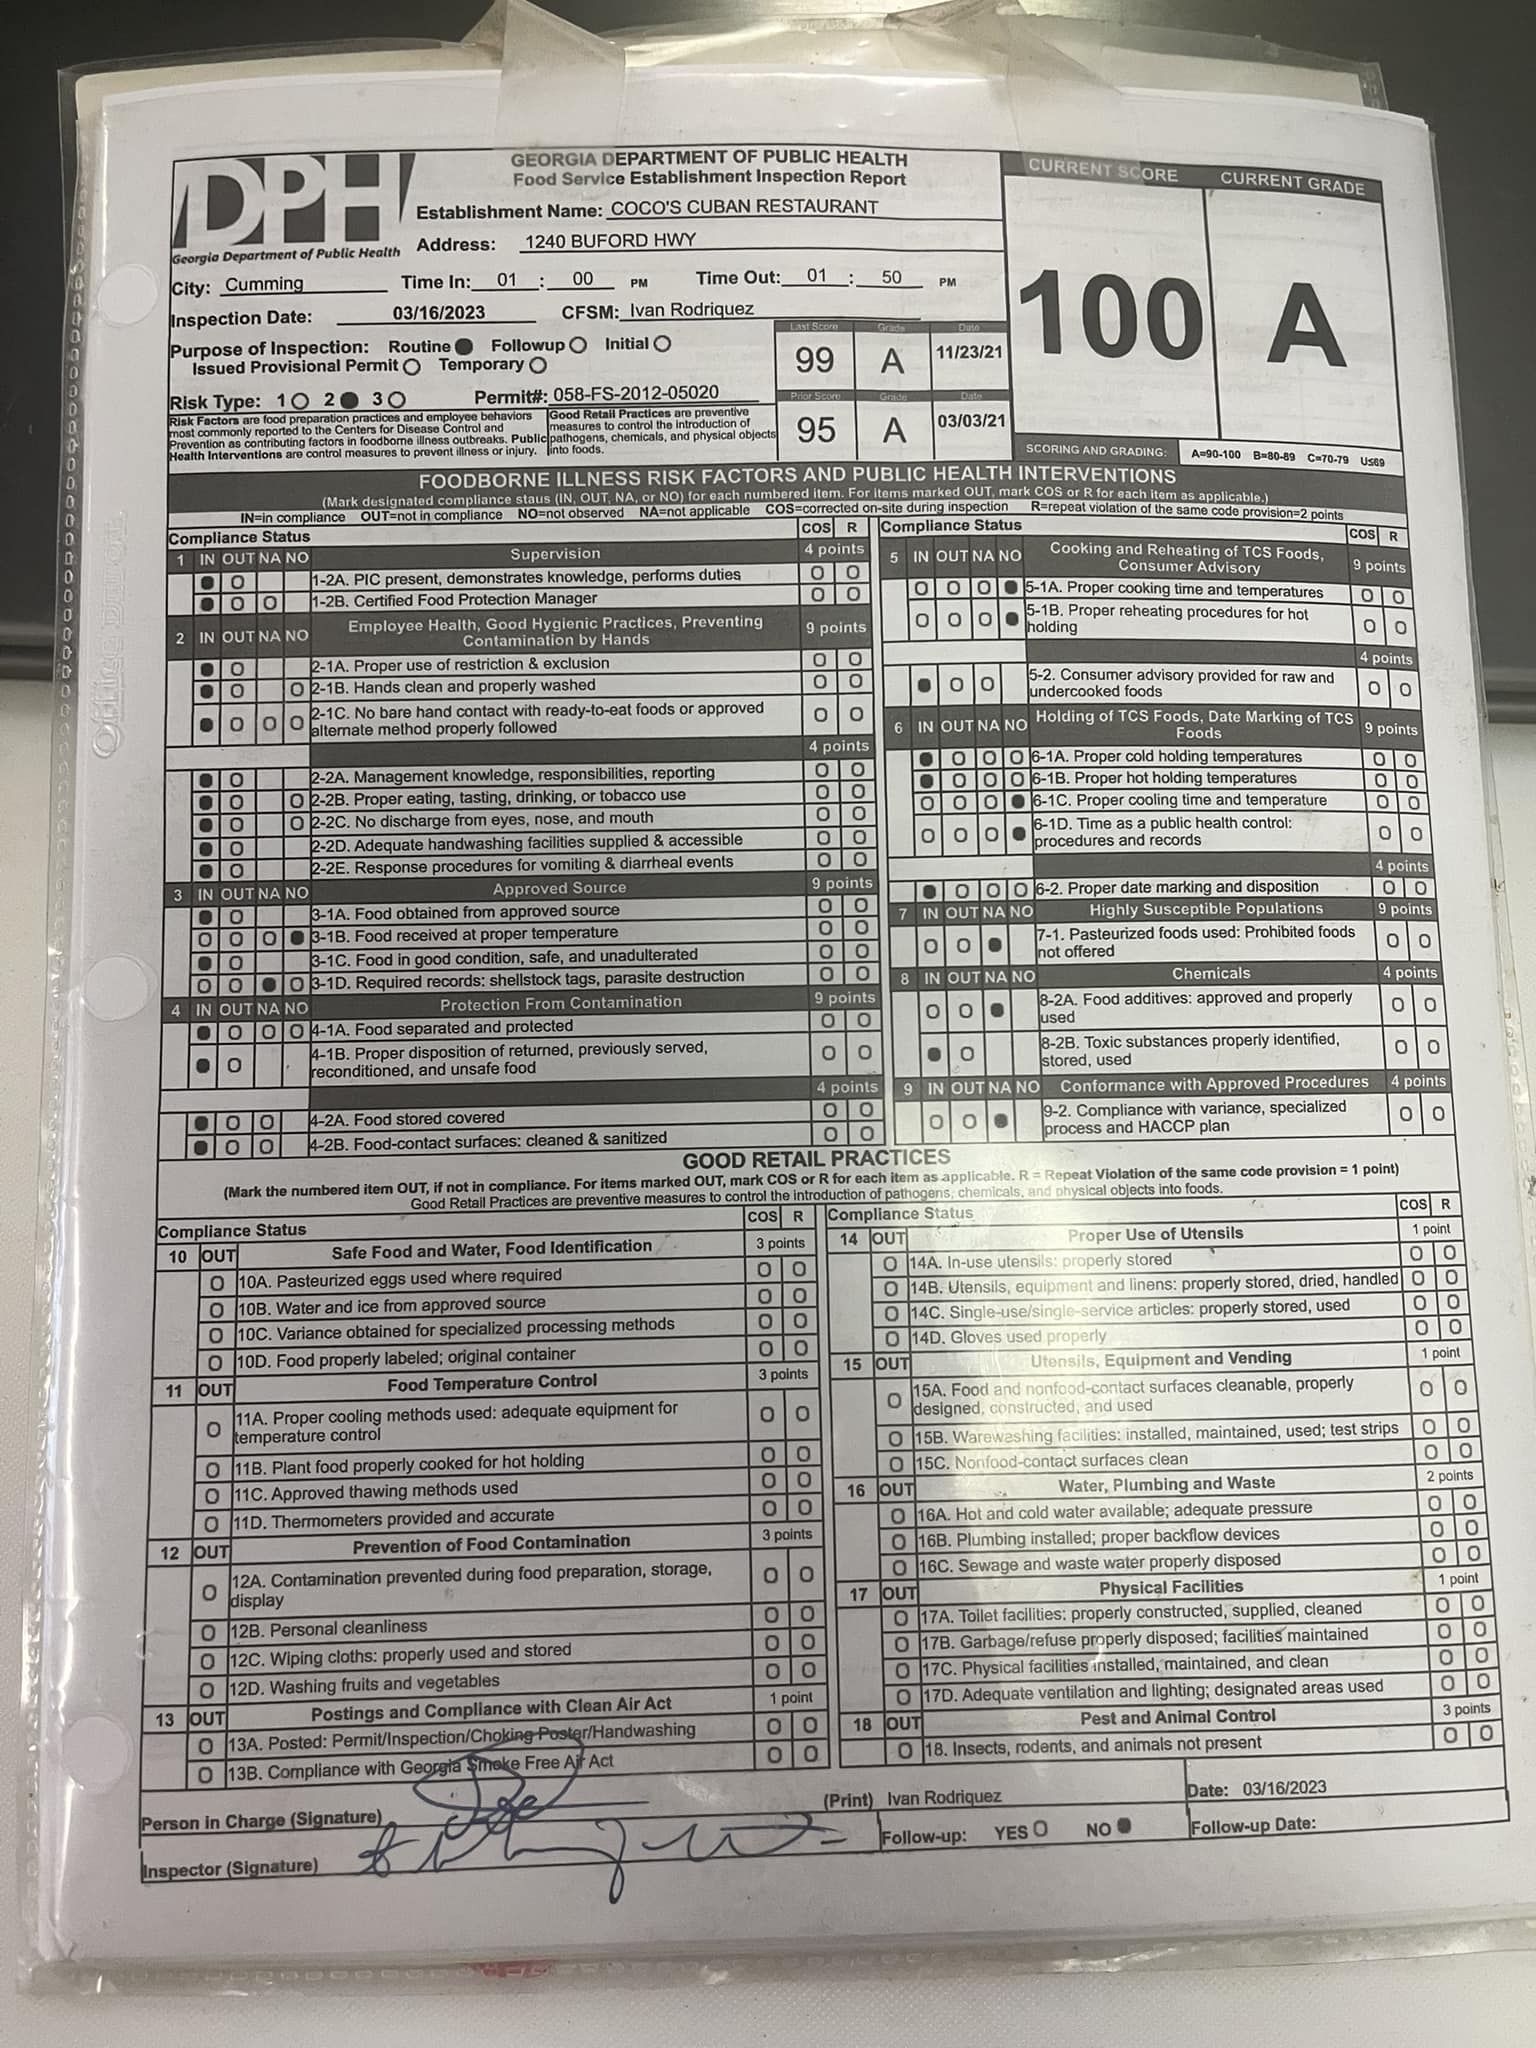 GEORGIA DEPARTMENT OF PUBLIC HEALTH
Food Service Establishment Inspection Report
DPH
Georgia Department of Public Health
Establishment Name: COCO'S CUBAN RESTAURANT
Address: 1240 BUFORD HWY
City: Cumming Time In: 01 : 00 PM Time Out: 01 : 50 PM
Inspection Date: 03/16/2023 CFSM: Ivan Rodriquez
Purpose of Inspection: Routine Followup Initial
Issued Provisional Permit Temporary
Risk Type: 1 2 3 Permit#: 058-FS-2012-05020
Risk Factors are food preparation practices and employee behaviors
most commonly reported to the Centers for Disease Control and
Prevention as contributing factors in foodborne illness outbreaks. Public
Health Interventions are control measures to prevent illness or injury.
Good Retail Practices are preventive
measures to control the introduction of
pathogens, chemicals, and physical objects
into foods.
Last Score Grade Date
99 A 11/23/21
Prior Score Grade Date
95 A 03/03/21
CURRENT SCORE CURRENT GRADE
100 A
SCORING AND GRADING: A=90-100 B=80-89 C=70-79 U≤69
FOODBORNE ILLNESS RISK FACTORS AND PUBLIC HEALTH INTERVENTIONS
(Mark designated compliance staus (IN, OUT, NA, or NO) for each numbered item. For items marked OUT, mark COS or R for each item as applicable.)
IN=in compliance OUT=not in compliance NO=not observed NA=not applicable COS=corrected on-site during inspection R=repeat violation of the same code provision=2 points
Compliance Status COS R
1 IN OUT NA NO Supervision 4 points
1-2A. PIC present, demonstrates knowledge, performs duties
1-2B. Certified Food Protection Manager
2 IN OUT NA NO Employee Health, Good Hygienic Practices, Preventing
Contamination by Hands 9 points
2-1A. Proper use of restriction & exclusion
2-1B. Hands clean and properly washed
2-1C. No bare hand contact with ready-to-eat foods or approved
alternate method properly followed
4 points
2-2A. Management knowledge, responsibilities, reporting
2-2B. Proper eating, tasting, drinking, or tobacco use
2-2C. No discharge from eyes, nose, and mouth
2-2D. Adequate handwashing facilities supplied & accessible
2-2E. Response procedures for vomiting & diarrheal events
3 IN OUT NA NO Approved Source 9 points
3-1A. Food obtained from approved source
3-1B. Food received at proper temperature
3-1C. Food in good condition, safe, and unadulterated
3-1D. Required records: shellstock tags, parasite destruction
4 IN OUT NA NO Protection From Contamination 9 points
4-1A. Food separated and protected
4-1B. Proper disposition of returned, previously served,
reconditioned, and unsafe food
4 points
4-2A. Food stored covered
4-2B. Food-contact surfaces: cleaned & sanitized
Compliance Status COS R
5 IN OUT NA NO Cooking and Reheating of TCS Foods,
Consumer Advisory 9 points
5-1A. Proper cooking time and temperatures
5-1B. Proper reheating procedures for hot
holding
4 points
5-2. Consumer advisory provided for raw and
undercooked foods
6 IN OUT NA NO Holding of TCS Foods, Date Marking of TCS
Foods 9 points
6-1A. Proper cold holding temperatures
6-1B. Proper hot holding temperatures
6-1C. Proper cooling time and temperature
6-1D. Time as a public health control:
procedures and records
4 points
6-2. Proper date marking and disposition
7 IN OUT NA NO Highly Susceptible Populations 9 points
7-1. Pasteurized foods used: Prohibited foods
not offered
8 IN OUT NA NO Chemicals 4 points
8-2A. Food additives: approved and properly
used
8-2B. Toxic substances properly identified,
stored, used
9 IN OUT NA NO Conformance with Approved Procedures 4 points
9-2. Compliance with variance, specialized
process and HACCP plan
GOOD RETAIL PRACTICES
(Mark the numbered item OUT, if not in compliance. For items marked OUT, mark COS or R for each item as applicable. R = Repeat Violation of the same code provision = 1 point)
Good Retail Practices are preventive measures to control the introduction of pathogens, chemicals, and physical objects into foods.
Compliance Status COS R
10 OUT Safe Food and Water, Food Identification 3 points
10A. Pasteurized eggs used where required
10B. Water and ice from approved source
10C. Variance obtained for specialized processing methods
10D. Food properly labeled; original container
11 OUT Food Temperature Control 3 points
11A. Proper cooling methods used: adequate equipment for
temperature control
11B. Plant food properly cooked for hot holding
11C. Approved thawing methods used
11D. Thermometers provided and accurate
12 OUT Prevention of Food Contamination 3 points
12A. Contamination prevented during food preparation, storage,
display
12B. Personal cleanliness
12C. Wiping cloths: properly used and stored
12D. Washing fruits and vegetables
13 OUT Postings and Compliance with Clean Air Act 1 point
13A. Posted: Permit/Inspection/Choking Poster/Handwashing
13B. Compliance with Georgia Smoke Free Air Act
Compliance Status COS R
14 OUT Proper Use of Utensils 1 point
14A. In-use utensils: properly stored
14B. Utensils, equipment and linens: properly stored, dried, handled
14C. Single-use/single-service articles: properly stored, used
14D. Gloves used properly
15 OUT Utensils, Equipment and Vending 1 point
15A. Food and nonfood-contact surfaces cleanable, properly
designed, constructed, and used
15B. Warewashing facilities: installed, maintained, used; test strips
15C. Nonfood-contact surfaces clean
16 OUT Water, Plumbing and Waste 2 points
16A. Hot and cold water available; adequate pressure
16B. Plumbing installed; proper backflow devices
16C. Sewage and waste water properly disposed
17 OUT Physical Facilities 1 point
17A. Toilet facilities: properly constructed, supplied, cleaned
17B. Garbage/refuse properly disposed; facilities maintained
17C. Physical facilities installed, maintained, and clean
17D. Adequate ventilation and lighting; designated areas used
18 OUT Pest and Animal Control 3 points
18. Insects, rodents, and animals not present
Person in Charge (Signature) (Print) Ivan Rodriquez Date: 03/16/2023
Inspector (Signature) Follow-up: YES NO Follow-up Date:
Office DEPOT